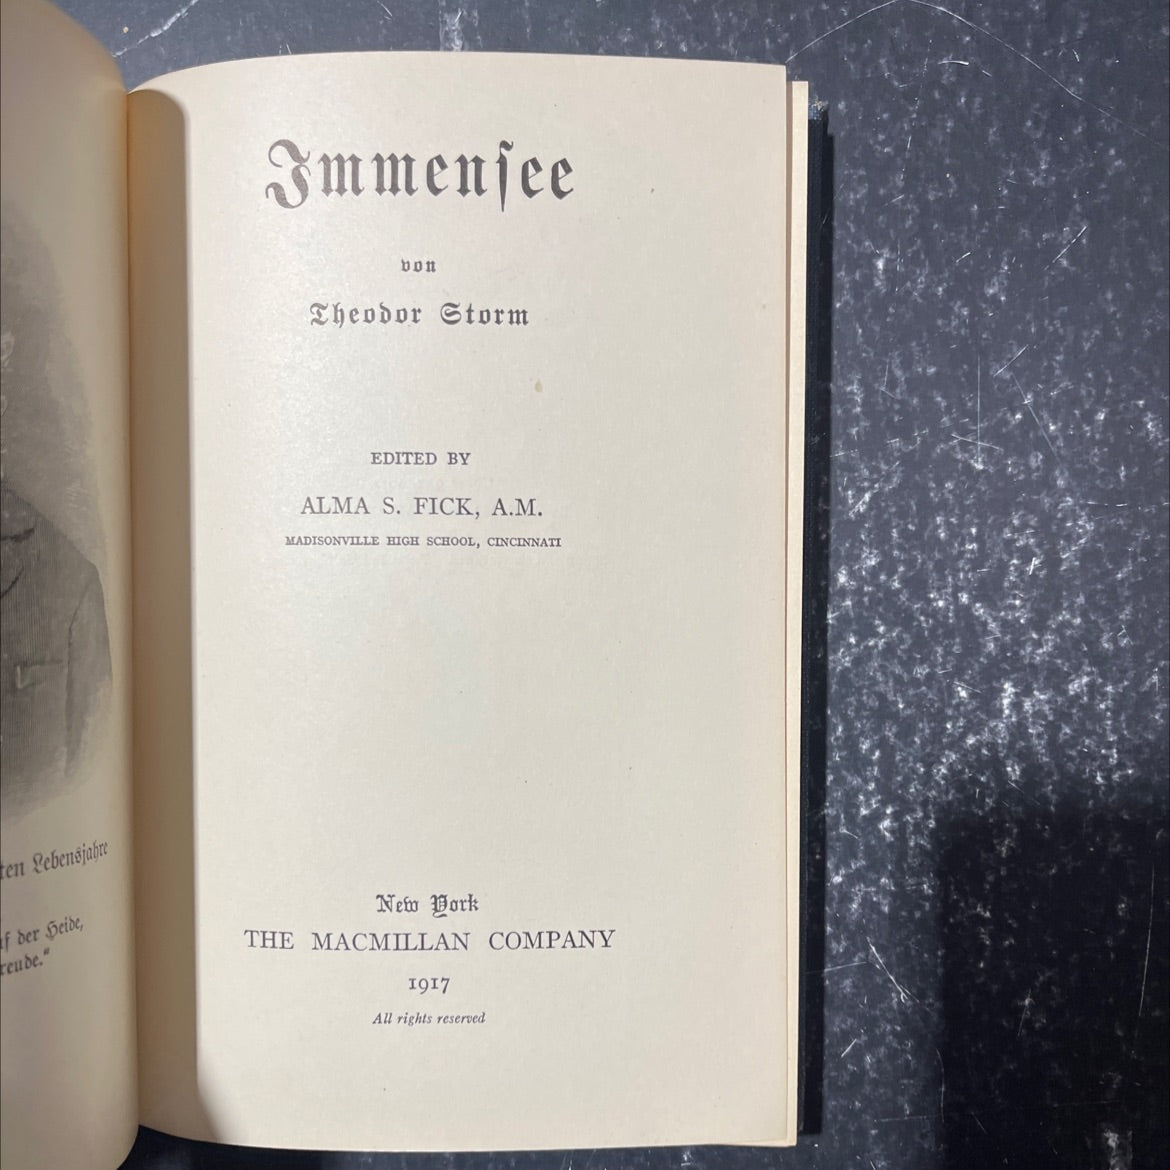 ten Lebensjahre
uf der Heide,
reude.“
Immensee
von
Theodor Storm
EDITED BY
ALMA S. FICK, A.M.
MADISONVILLE HIGH SCHOOL, CINCINNATI
New York
THE MACMILLAN COMPANY
1917
All rights reserved